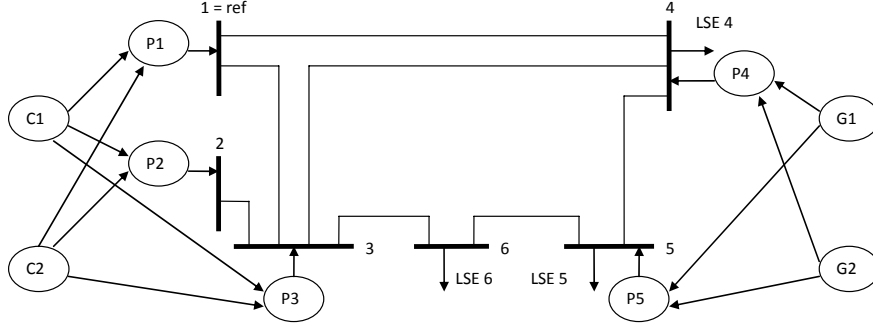 1 = ref
4
LSE 4
P1
P4
C1
G1
2
P2
3
6
5
C2
LSE 6
LSE 5
G2
P3
P5